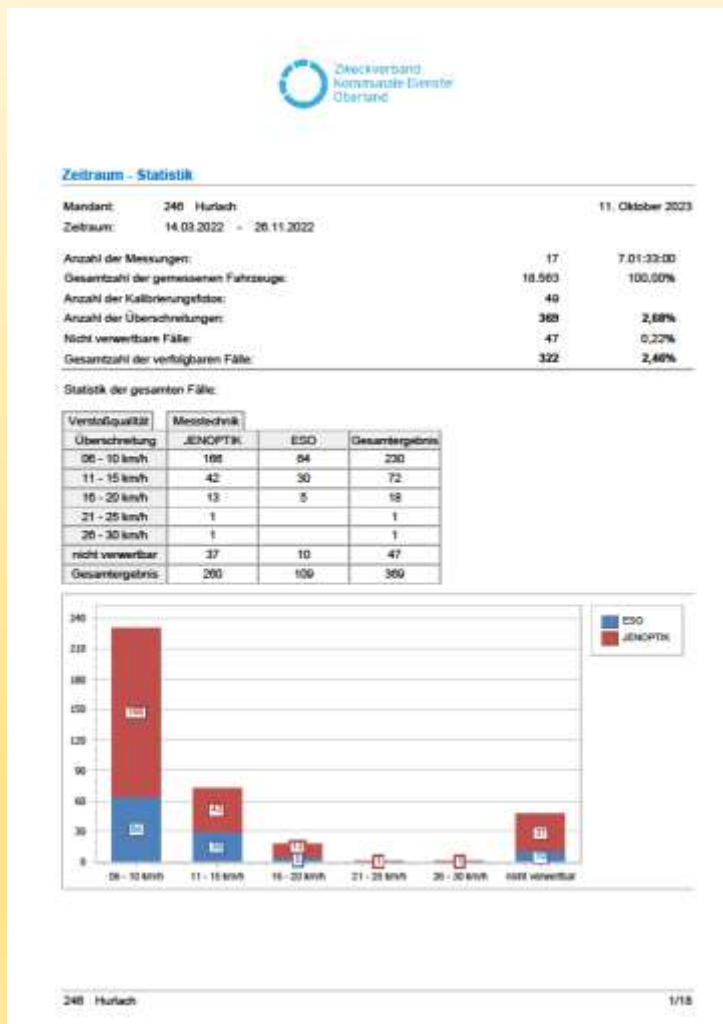 Zweckverband
Kommunale Dienste
Oberland
Zeitraum - Statistik
Mandant: 246 Hurlach 11. Oktober 2023
Zeitraum: 14.03.2022 - 26.11.2022
Anzahl der Messungen: 17 7.01:33:00
Gesamtzahl der gemessenen Fahrzeuge: 18.563 100,00%
Anzahl der Kalibrierungsfotos: 49
Anzahl der Überschreitungen: 369 2,68%
Nicht verwertbare Fälle: 47 0,22%
Gesamtzahl der verfolgbaren Fälle: 322 2,46%
Statistik der gesamten Fälle:
Verstoßqualität Messtechnik
Überschreitung JENOPTIK ESO Gesamtergebnis
06 - 10 km/h 166 64 230
11 - 15 km/h 42 30 72
16 - 20 km/h 13 5 18
21 - 25 km/h 1 1
26 - 30 km/h 1 1
nicht verwertbar 37 10 47
Gesamtergebnis 260 109 369
240
210
180
150
120
90
60
30
0
166
64
42
30
13
5
1
1
37
10
06 - 10 km/h 11 - 15 km/h 16 - 20 km/h 21 - 25 km/h 26 - 30 km/h nicht verwertbar
ESO
JENOPTIK
246 Hurlach 1/18